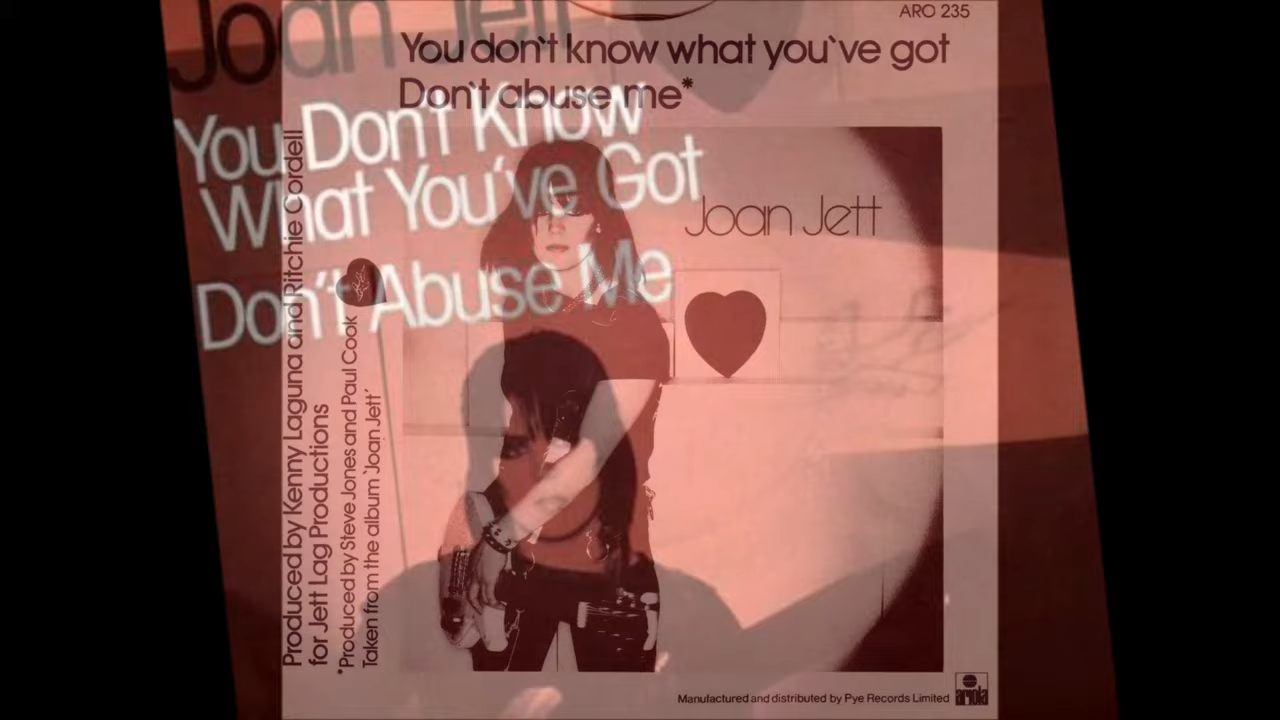 Joan Jett
ARO 235
You don't know what you've got
Don't abuse me*
You Don't Know
What You've Got
Don't Abuse Me
Joan Jett
Produced by Kenny Laguna and Ritchie Cordell
for Jett Lag Productions
*Produced by Steve Jones and Paul Cook
Taken from the album 'Joan Jett'
Manufactured and distributed by Pye Records Limited
ariola